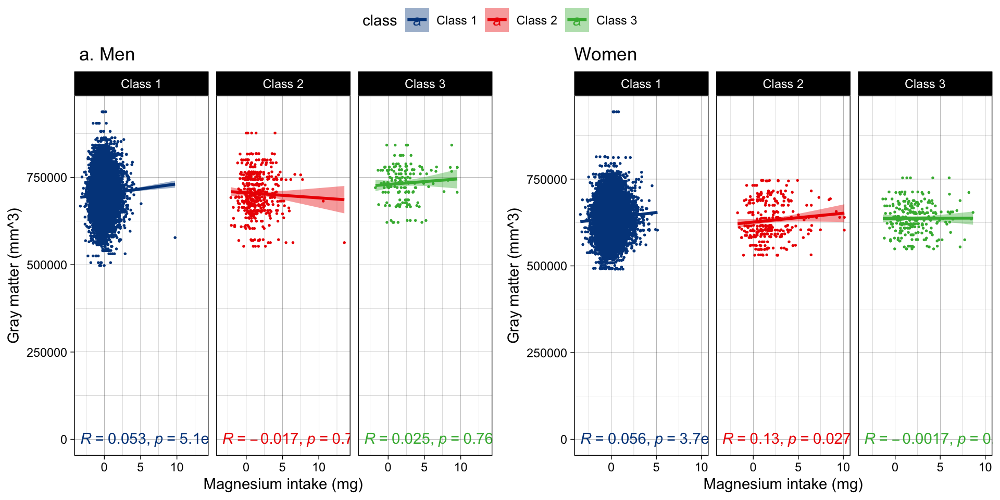 class a Class 1 a Class 2 a Class 3
a. Men
Women
Class 1 Class 2 Class 3
Class 1 Class 2 Class 3
Gray matter (mm^3)
750000
500000
250000
0
R = 0.053, p = 5.1e
R = −0.017, p = 0.7
R = 0.025, p = 0.76
0 5 10 0 5 10 0 5 10
Magnesium intake (mg)
Gray matter (mm^3)
750000
500000
250000
0
R = 0.056, p = 3.7e
R = 0.13, p = 0.027
R = −0.0017, p = 0
0 5 10 0 5 10 0 5 10
Magnesium intake (mg)